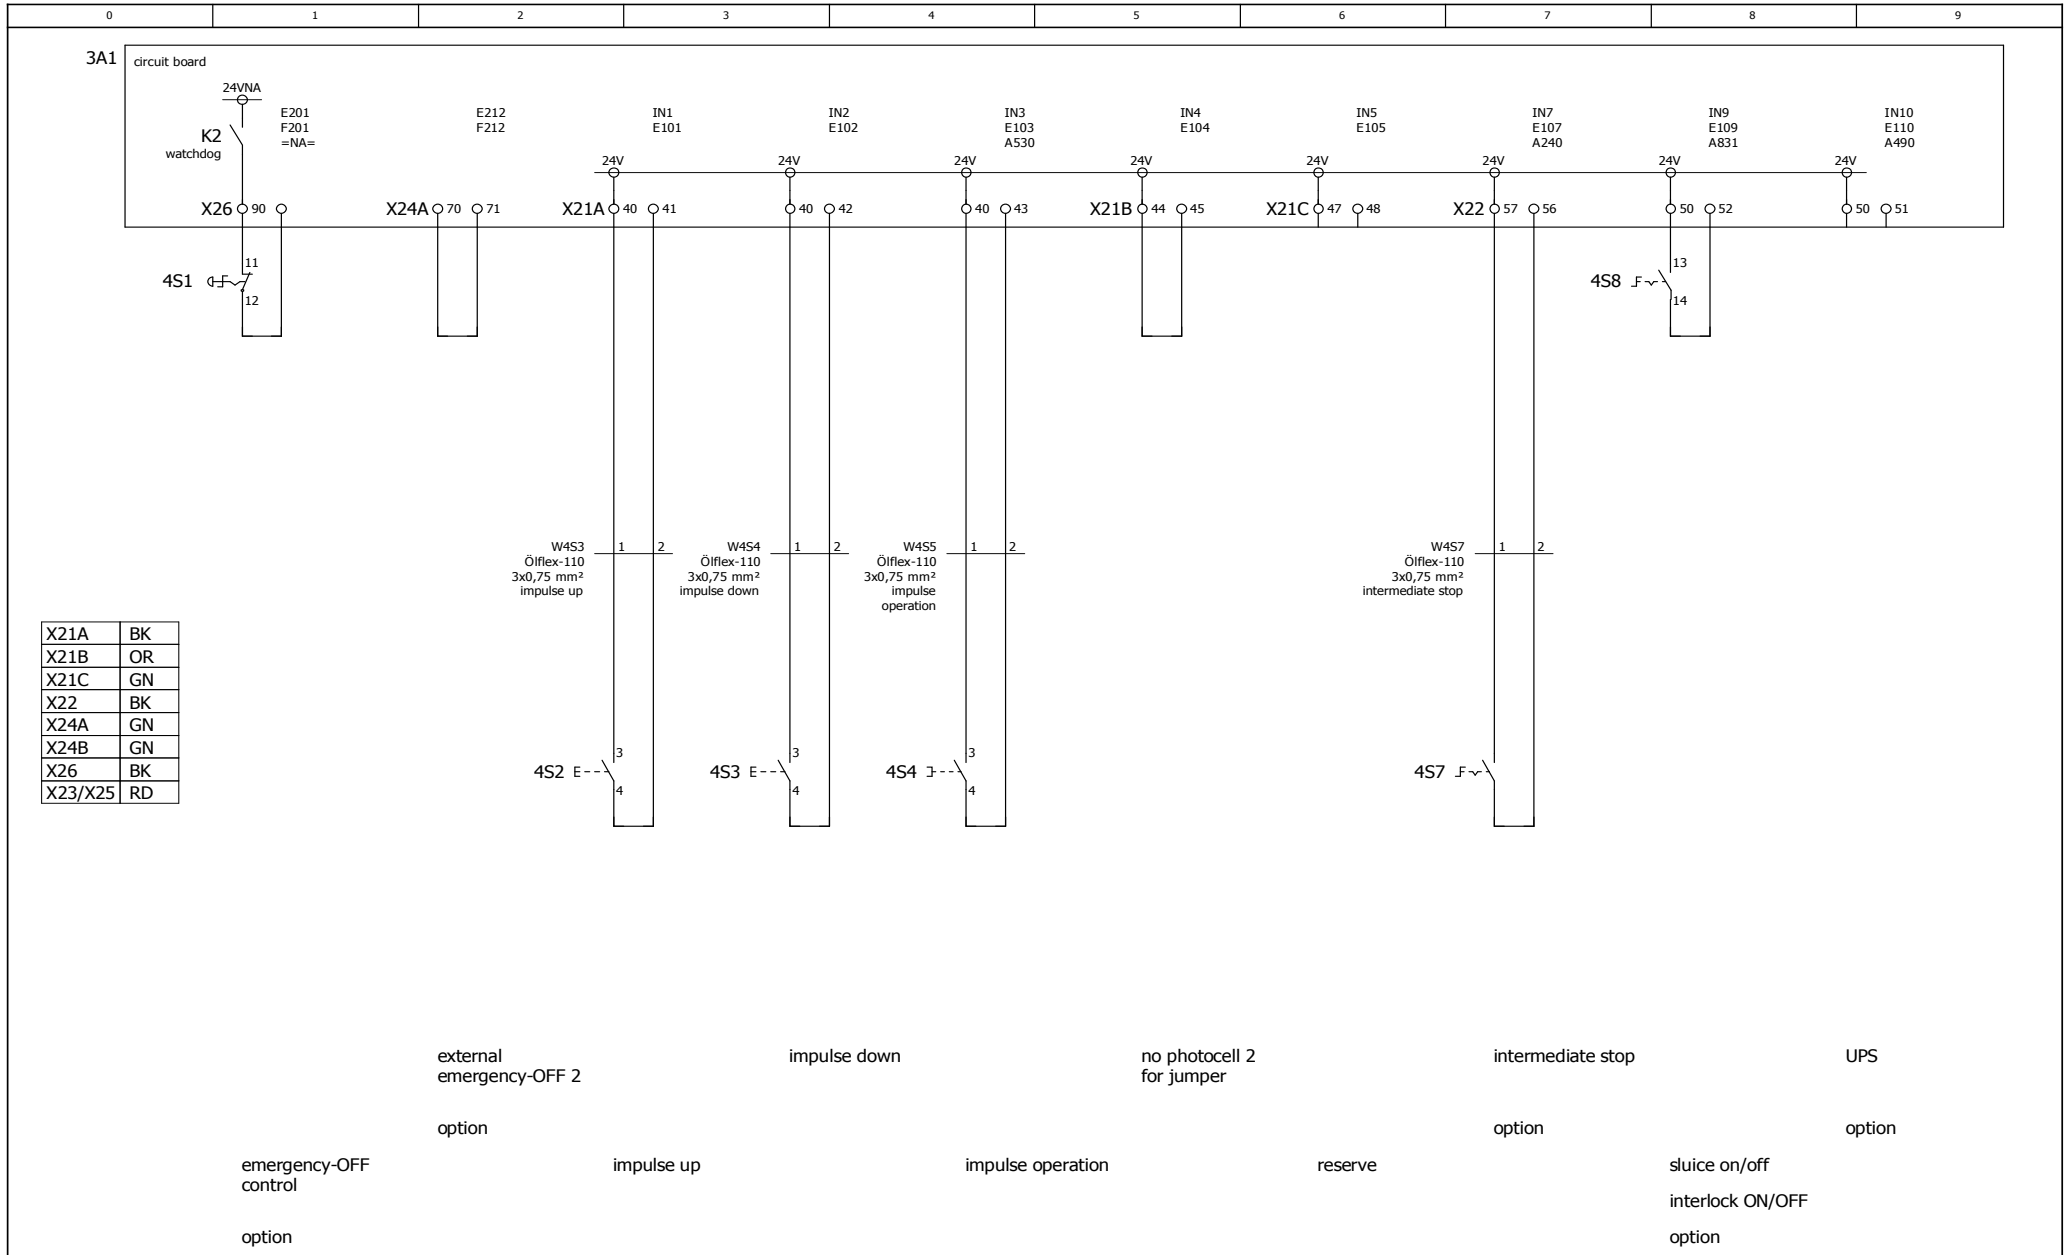 0 1 2 3 4 5 6 7 8 9
3A1 circuit board
24VNA
E201 E212 IN1 IN2 IN3 IN4 IN5 IN7 IN9 IN10
F201 F212 E101 E102 E103 E104 E105 E107 E109 E110
=NA= A530 A240 A831 A490
K2
watchdog
24V 24V 24V 24V 24V 24V 24V 24V
X26 90 X24A 70 71 X21A 40 41 40 42 40 43 X21B 44 45 X21C 47 48 X22 57 56 50 52 50 51
11 13
4S1 4S8
12 14
W4S3 1 2 W4S4 1 2 W4S5 1 2 W4S7 1 2
Ölflex-110 Ölflex-110 Ölflex-110 Ölflex-110
3x0,75 mm² 3x0,75 mm² 3x0,75 mm² 3x0,75 mm²
impulse up impulse down impulse intermediate stop
operation
X21A BK
X21B OR
X21C GN
X22 BK
X24A GN
X24B GN
X26 BK
X23/X25 RD
3 3 3
4S2 E 4S3 E 4S4 4S7
4 4 4
external impulse down no photocell 2 intermediate stop UPS
emergency-OFF 2 for jumper
option option option
emergency-OFF impulse up impulse operation reserve sluice on/off
control
interlock ON/OFF
option option